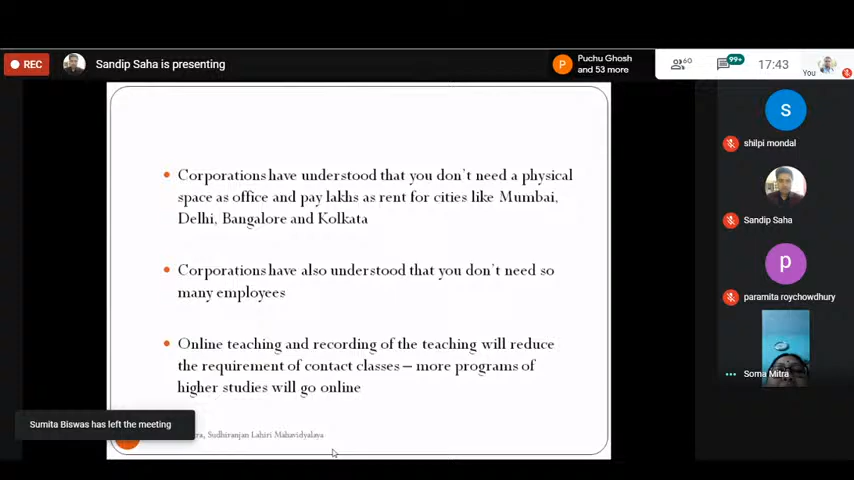 REC
Sandip Saha is presenting
P
Puchu Ghosh
and 53 more
60
99+
17:43
You
Corporations have understood that you don't need a physical
space as office and pay lakhs as rent for cities like Mumbai,
Delhi, Bangalore and Kolkata
Corporations have also understood that you don't need so
many employees
Online teaching and recording of the teaching will reduce
the requirement of contact classes – more programs of
higher studies will go online
Sudhiranjan Lahiri Mahavidyalaya
Sumita Biswas has left the meeting
s
shilpi mondal
Sandip Saha
p
paramita roychowdhury
Soma Mitra